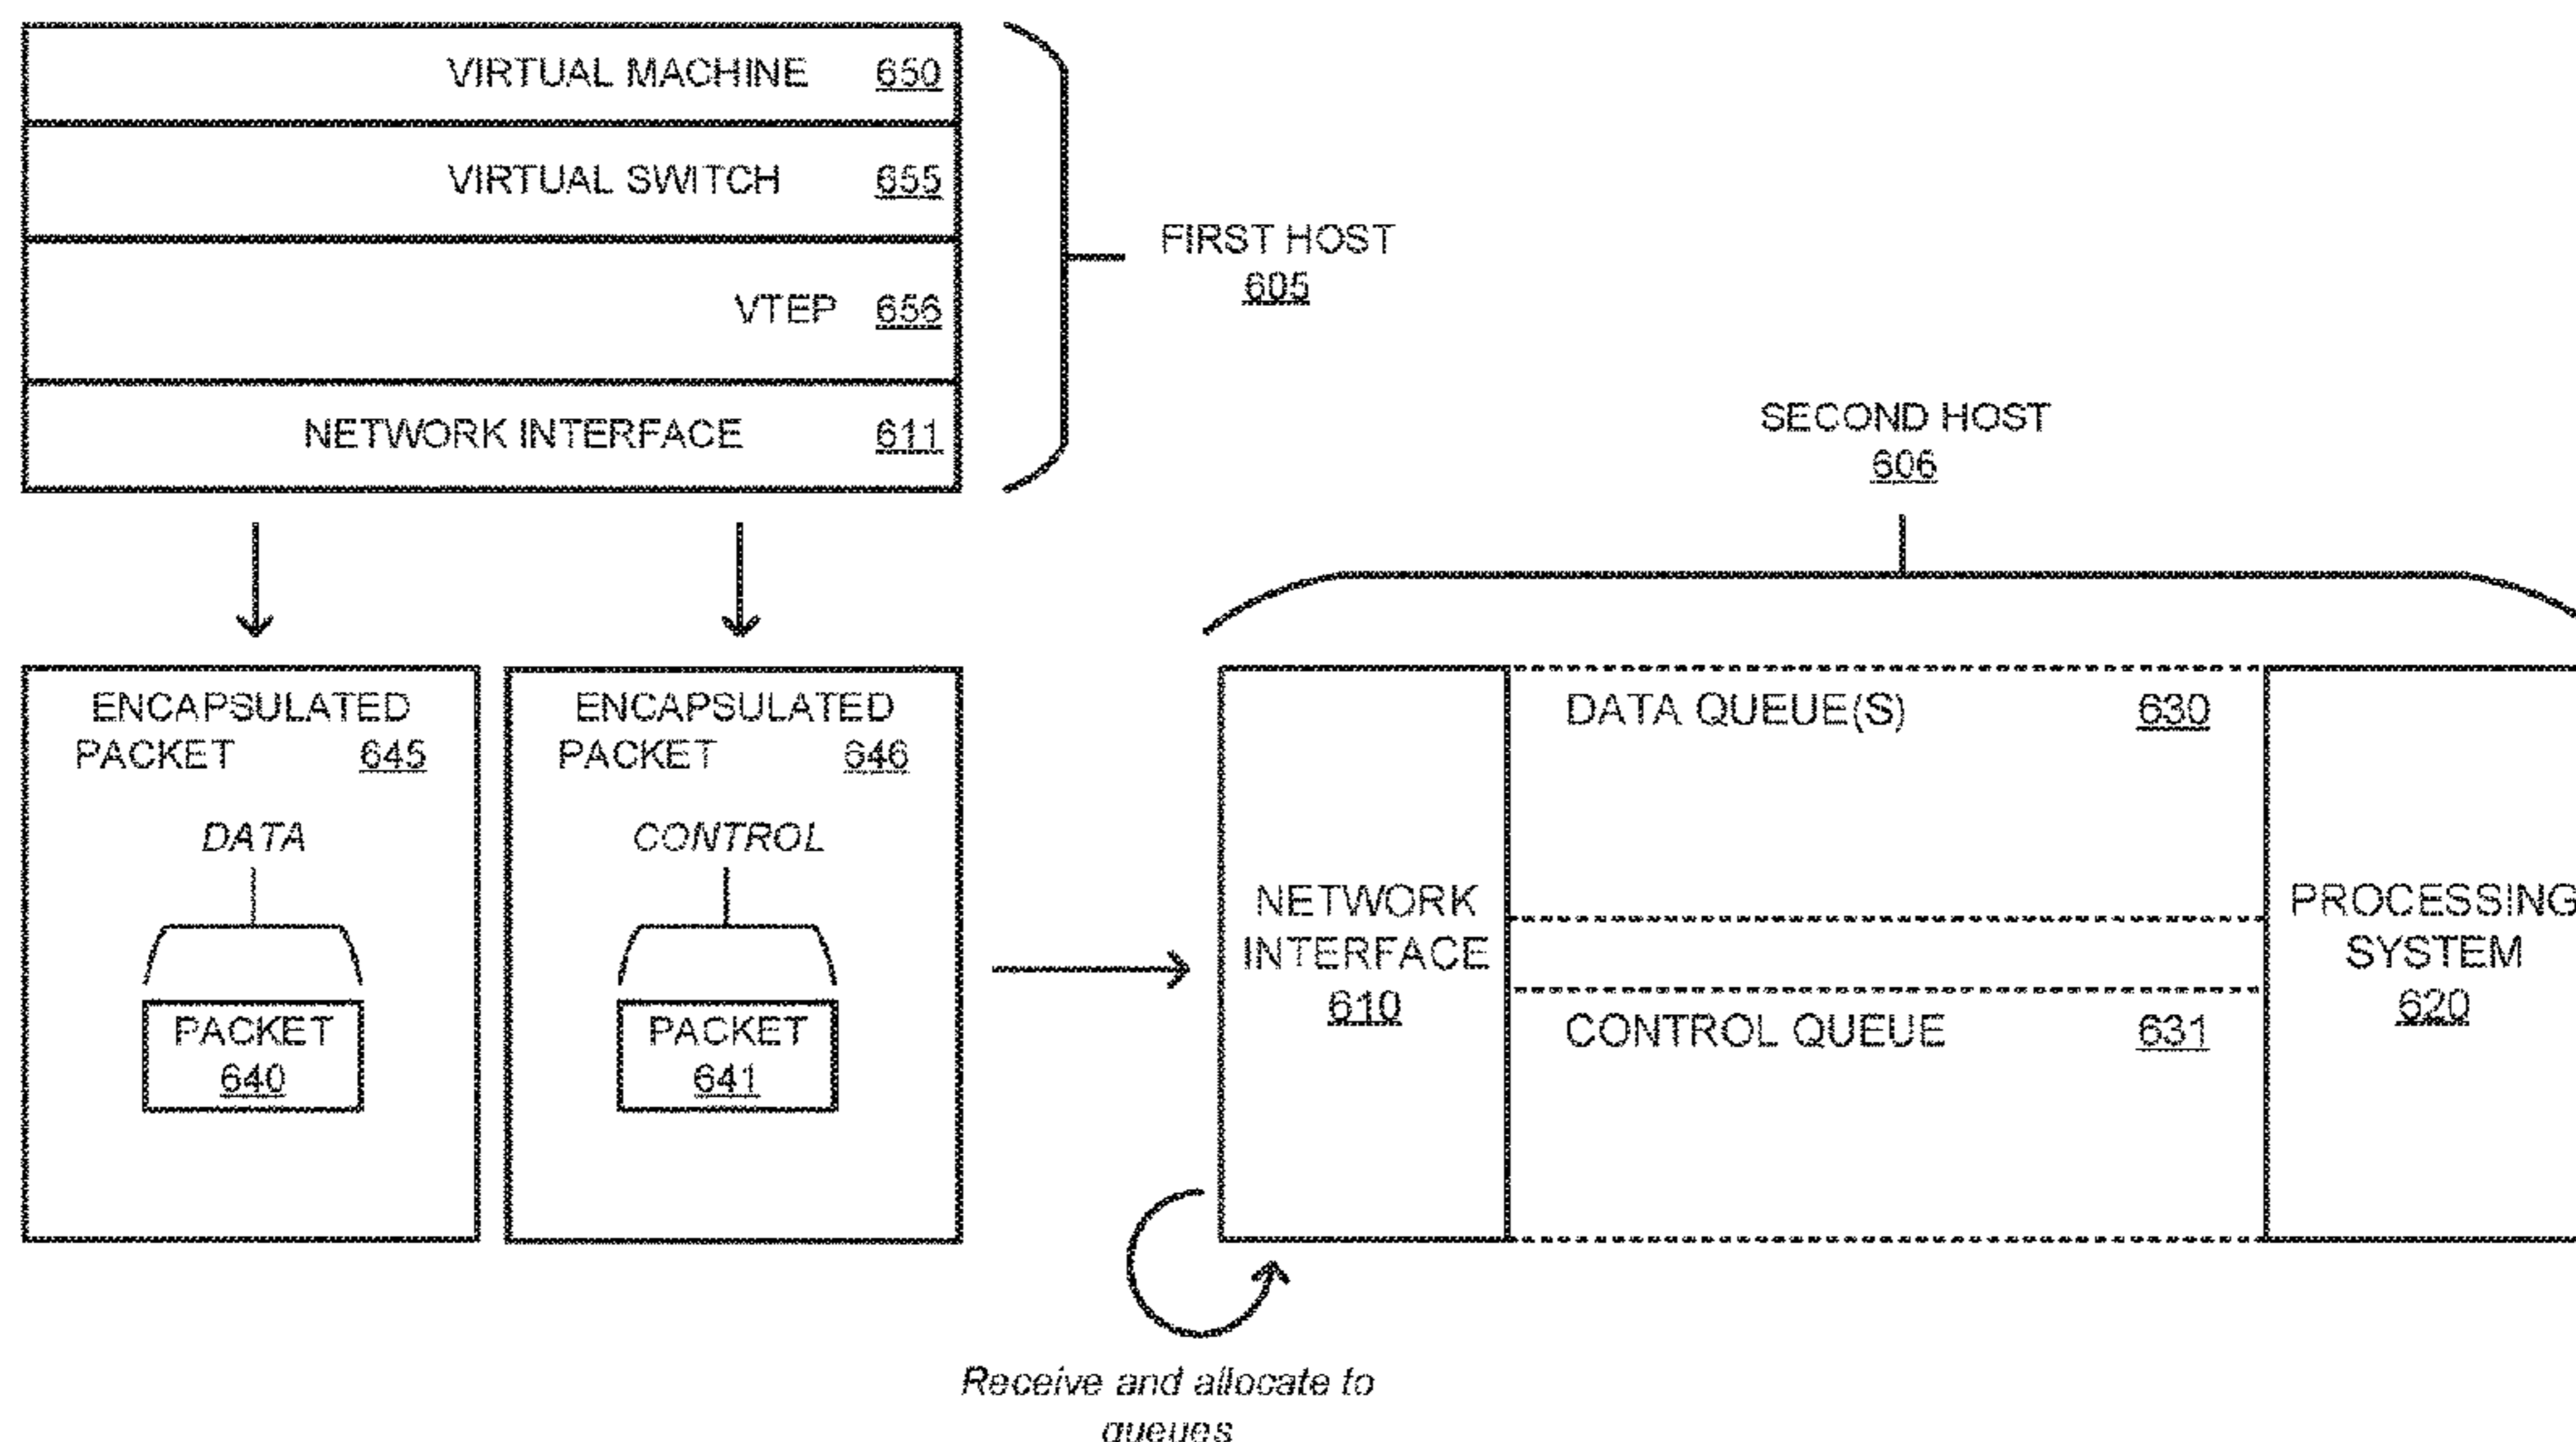 VIRTUAL MACHINE 650
VIRTUAL SWITCH 655
VTEP 656
NETWORK INTERFACE 611
FIRST HOST
605
SECOND HOST
606
ENCAPSULATED
PACKET 645
DATA
PACKET
640
ENCAPSULATED
PACKET 646
CONTROL
PACKET
641
NETWORK
INTERFACE
610
DATA QUEUE(S) 630
CONTROL QUEUE 631
PROCESSING
SYSTEM
620
Receive and allocate to
queues